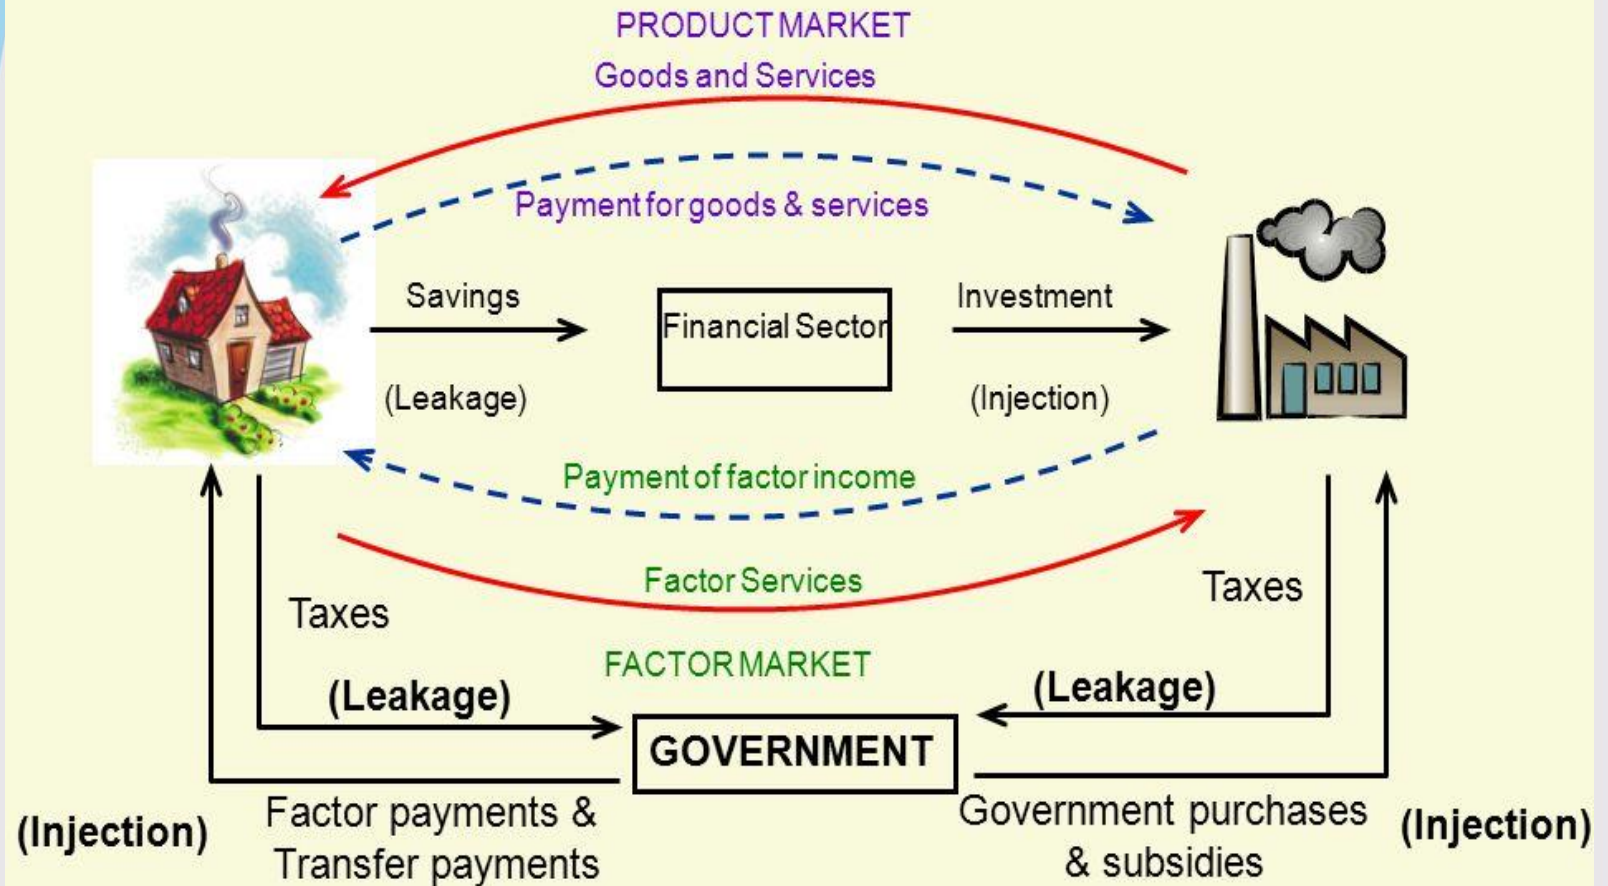 PRODUCT MARKET
Goods and Services
Payment for goods & services
Savings
Investment
Financial Sector
(Leakage)
(Injection)
Payment of factor income
Factor Services
Taxes
Taxes
FACTOR MARKET
(Leakage)
(Leakage)
GOVERNMENT
Factor payments &
Transfer payments
Government purchases
& subsidies
(Injection)
(Injection)